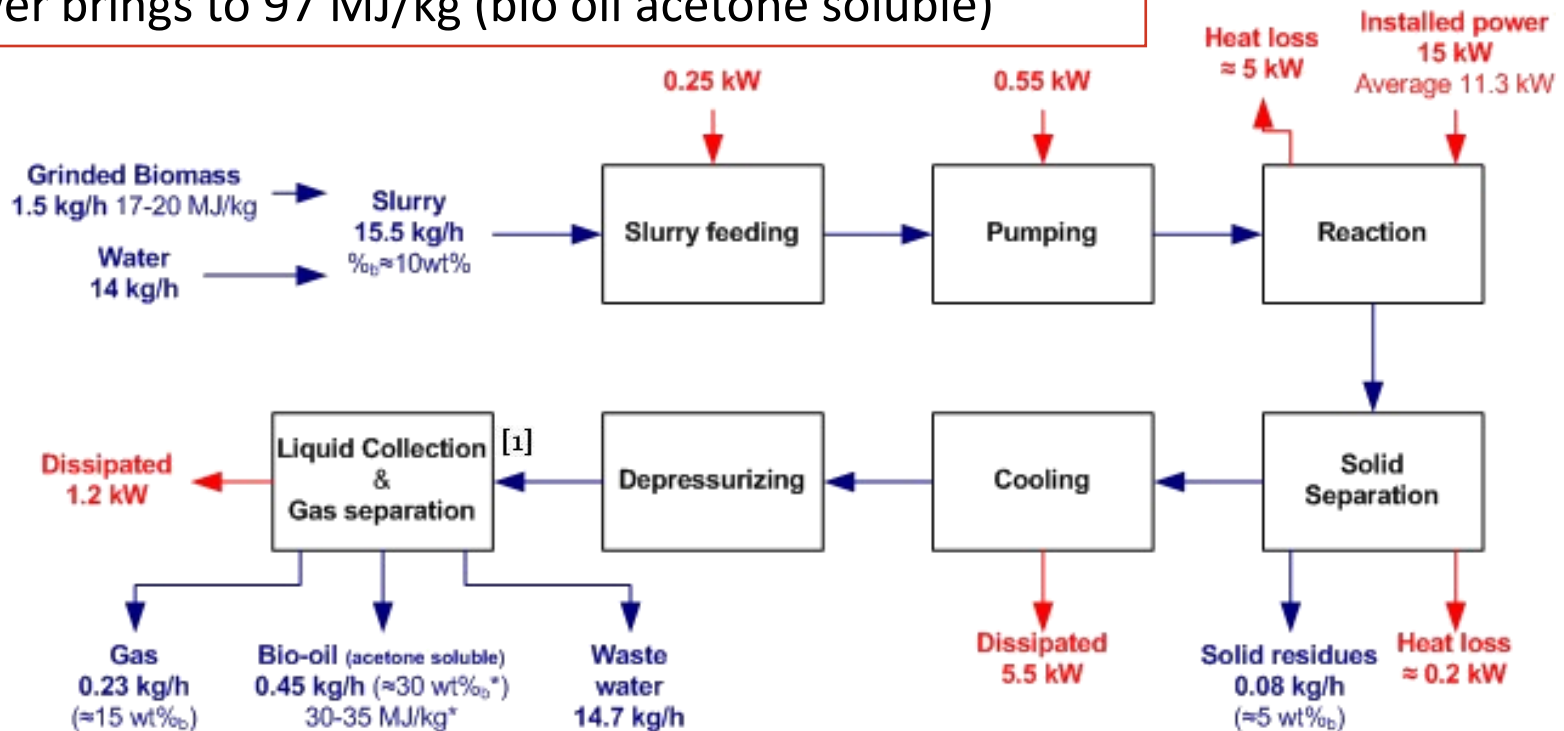 brings to 97 MJ/kg (bio oil acetone soluble)
Heat loss
≈ 5 kW
Installed power
15 kW
Average 11.3 kW
0.25 kW
0.55 kW
Grinded Biomass
1.5 kg/h 17-20 MJ/kg
Water
14 kg/h
Slurry
15.5 kg/h
%b≈10wt%
Slurry feeding
Pumping
Reaction
Liquid Collection
&
Gas separation
[1]
Depressurizing
Cooling
Solid
Separation
Dissipated
1.2 kW
Gas
0.23 kg/h
(≈15 wt%b)
Bio-oil (acetone soluble)
0.45 kg/h (≈30 wt%b*)
30-35 MJ/kg*
Waste
water
14.7 kg/h
Dissipated
5.5 kW
Solid residues
0.08 kg/h
(≈5 wt%b)
Heat loss
≈ 0.2 kW